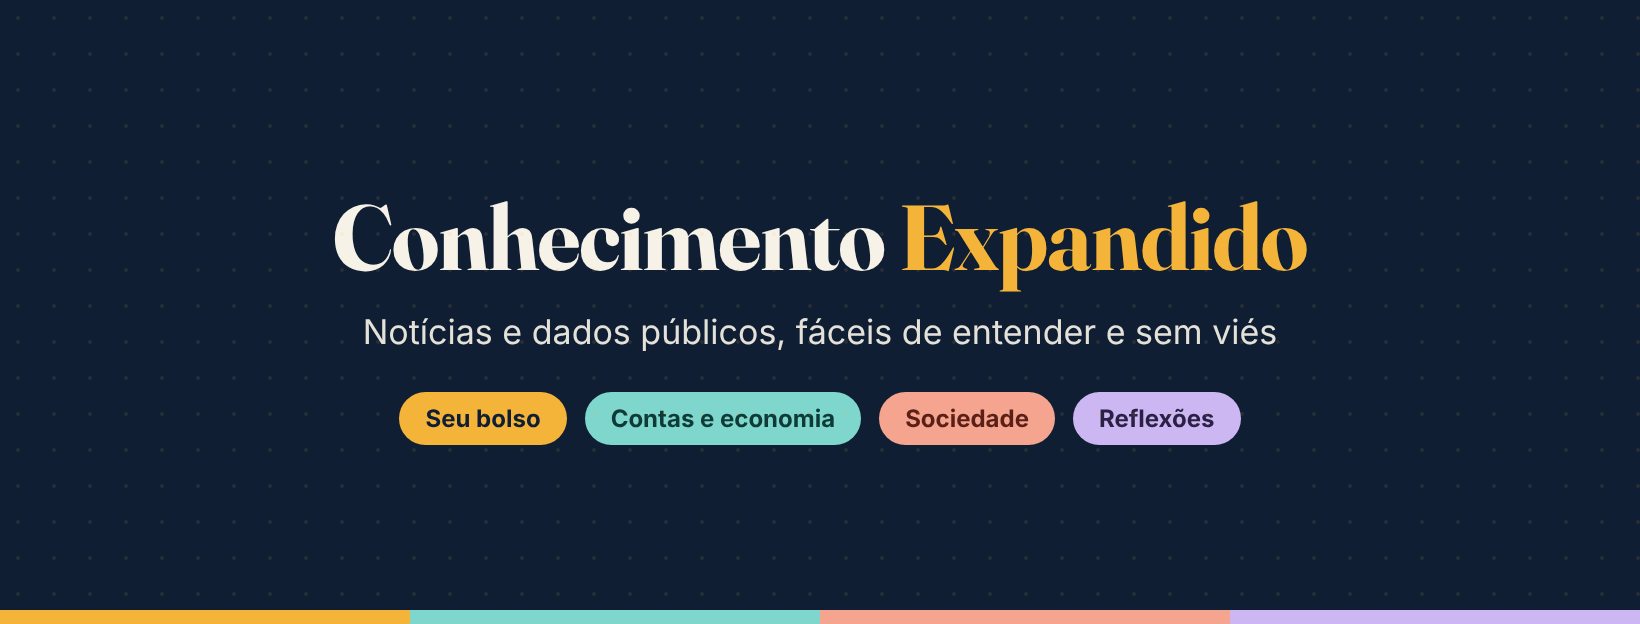 Conhecimento Expandido
Notícias e dados públicos, fáceis de entender e sem viés
Seu bolso Contas e economia Sociedade Reflexões